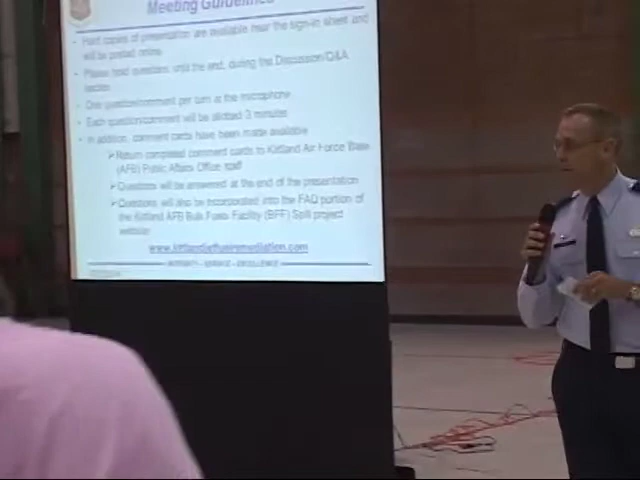 Meeting Guidelines
Hard copies of presentation are available near the sign-in sheet and
will be posted online
Please hold questions until the end, during the Discussion/Q&A
section
One question/comment per turn at the microphone
Each question/comment will be allotted 3 minutes
In addition, comment cards have been made available
Return completed comment cards to Kirtland Air Force Base
(AFB) Public Affairs Office staff
Questions will be answered at the end of the presentation
Questions will also be incorporated into the FAQ portion of
the Kirtland AFB Bulk Fuels Facility (BFF) Spill project
website
www.kirtlandjetfuelremediation.com
INTEGRITY - SERVICE - EXCELLENCE